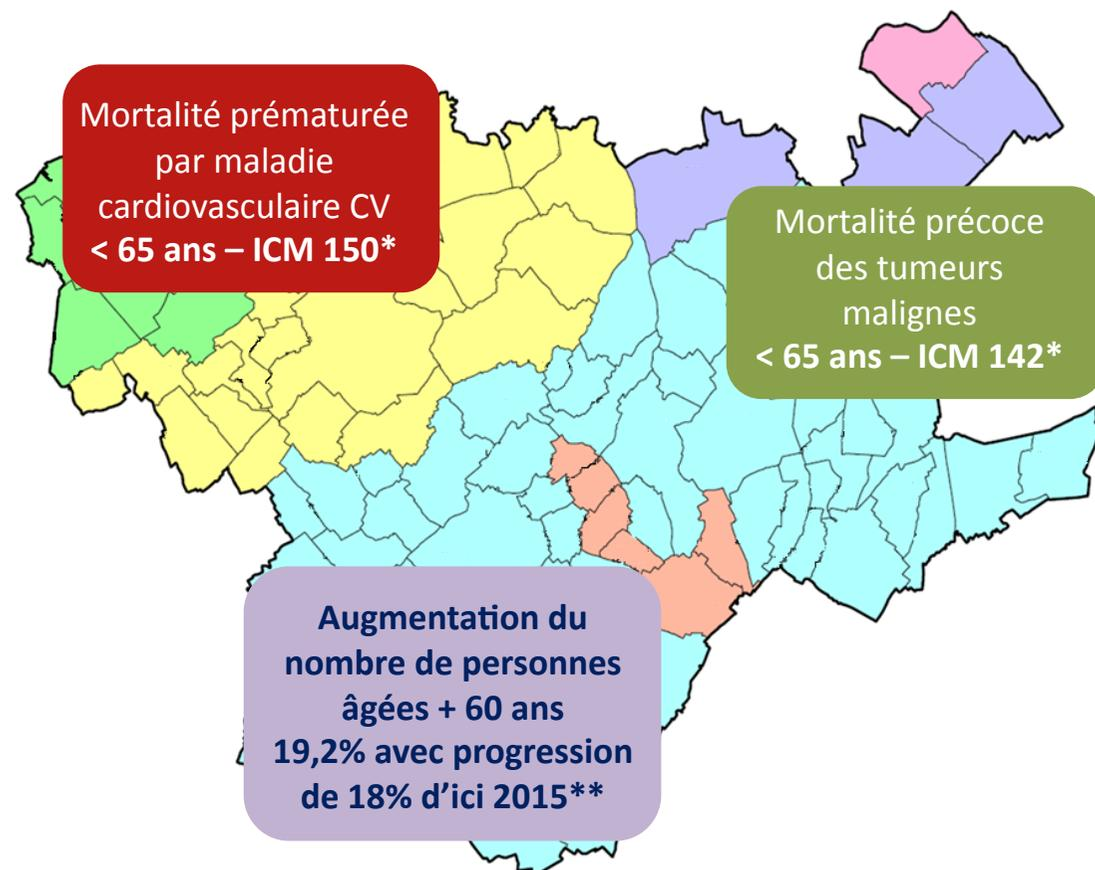 Mortalité prématurée
par maladie
cardiovasculaire CV
< 65 ans – ICM 150*
Mortalité précoce
des tumeurs
malignes
< 65 ans – ICM 142*
Augmentation du
nombre de personnes
âgées + 60 ans
19,2% avec progression
de 18% d’ici 2015**